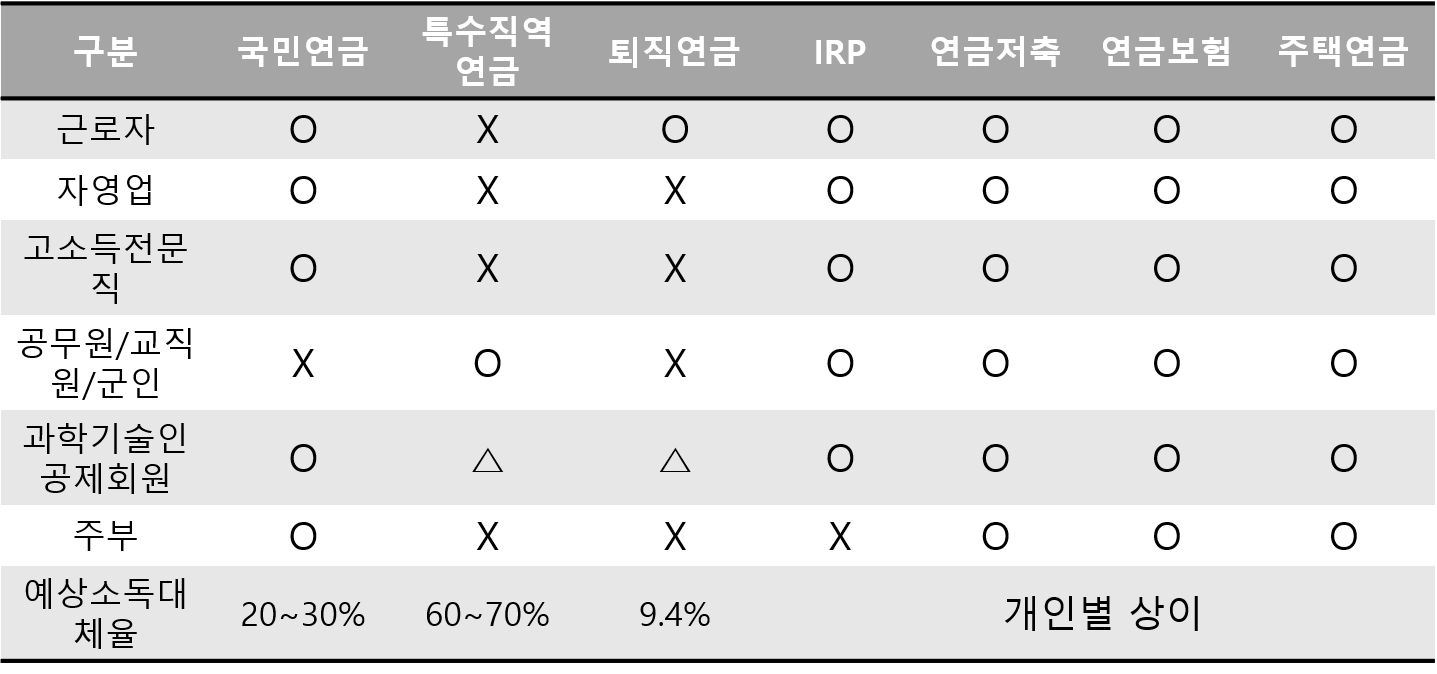 구분 국민연금 특수직역 연금 퇴직연금 IRP 연금저축 연금보험 주택연금
근로자 O X O O O O O
자영업 O X X O O O O
고소득전문
직 O X X O O O O
공무원/교직
원/군인 X O X O O O O
과학기술인
공제회원 O △ △ O O O O
주부 O X X X O O O
예상소독대
체율 20~30% 60~70% 9.4% 개인별 상이